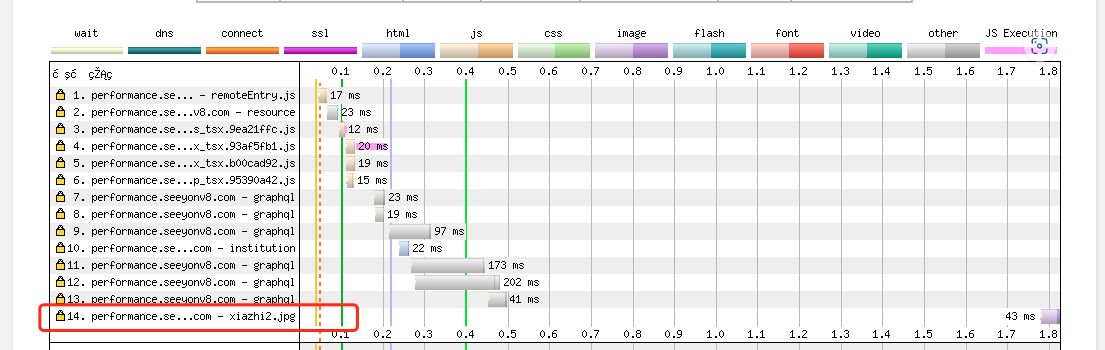 wait dns connect ssl html js css image flash font video other JS Execution
0.1 0.2 0.3 0.4 0.5 0.6 0.7 0.8 0.9 1.0 1.1 1.2 1.3 1.4 1.5 1.6 1.7 1.8
1. performance.se... - remoteEntry.js 17 ms
2. performance.se...v8.com - resource 23 ms
3. performance.se...s_tsx.9ea21ffc.js 12 ms
4. performance.se...x_tsx.93af5fb1.js 20 ms
5. performance.se...x_tsx.b00cad92.js 19 ms
6. performance.se...p_tsx.95390a42.js 15 ms
7. performance.seeyonv8.com - graphql 23 ms
8. performance.seeyonv8.com - graphql 19 ms
9. performance.seeyonv8.com - graphql 97 ms
10. performance.se...com - institution 22 ms
11. performance.seeyonv8.com - graphql 173 ms
12. performance.seeyonv8.com - graphql 202 ms
13. performance.seeyonv8.com - graphql 41 ms
14. performance.se...com - xiazhi2.jpg 43 ms
0.1 0.2 0.3 0.4 0.5 0.6 0.7 0.8 0.9 1.0 1.1 1.2 1.3 1.4 1.5 1.6 1.7 1.8